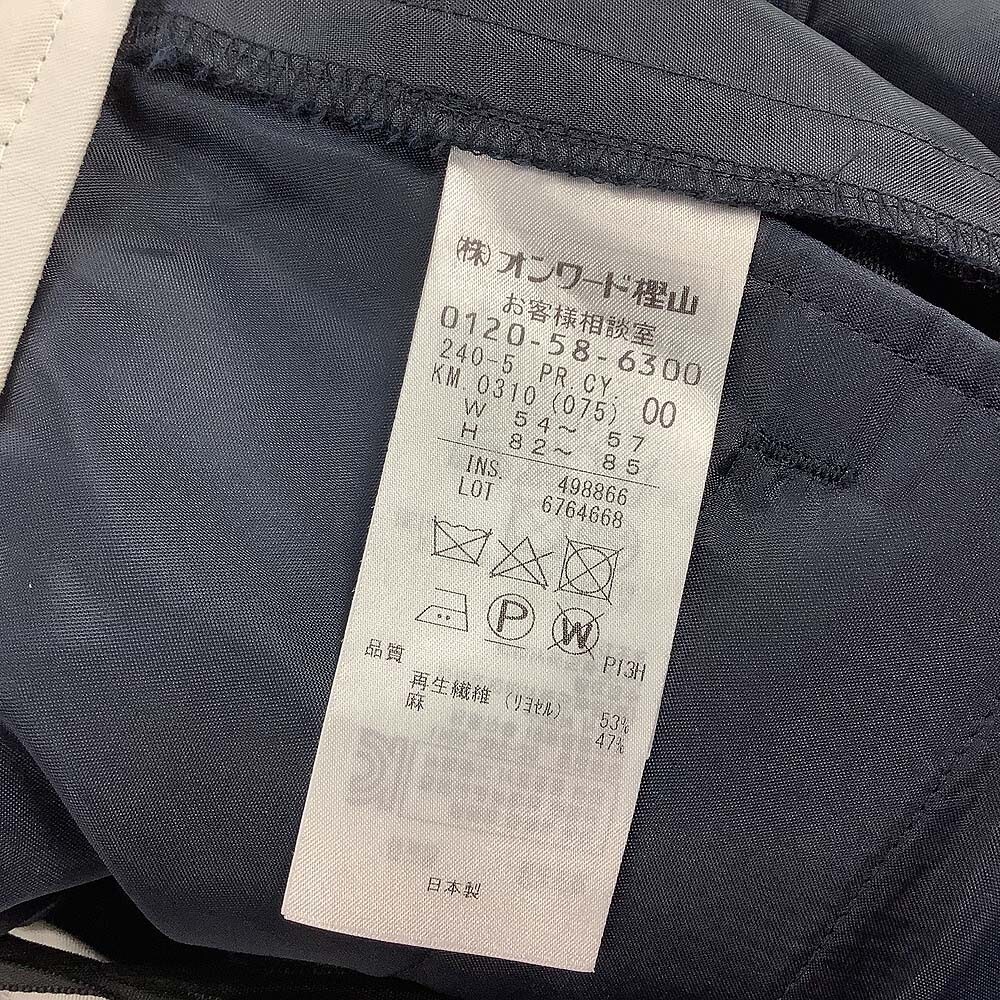 (株)オンワード樫山
お客様相談室
0120-58-6300
240-5 PR.CY.
KM.0310(075) 00
W 54～ 57
H 82～ 85
INS. 498866
LOT 6764668
P W
P13H
品質
再生繊維(リヨセル) 53%
麻 47%
日本製